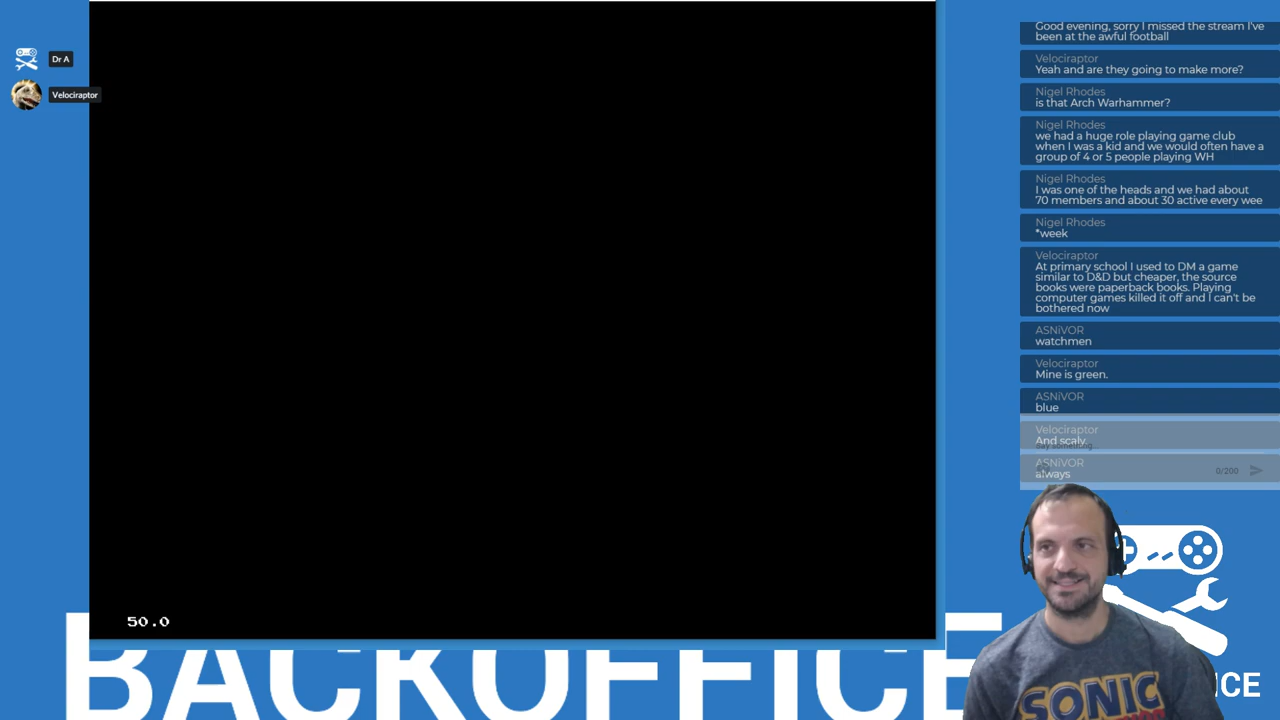 Dr A
Velociraptor
50.0
BACKOFFICE
Good evening, sorry I missed the stream I've
been at the awful football
Velociraptor
Yeah and are they going to make more?
Nigel Rhodes
is that Arch Warhammer?
Nigel Rhodes
we had a huge role playing game club
when I was a kid and we would often have a
group of 4 or 5 people playing WH
Nigel Rhodes
I was one of the heads and we had about
70 members and about 30 active every wee
Nigel Rhodes
*week
Velociraptor
At primary school I used to DM a game
similar to D&D but cheaper, the source
books were paperback books. Playing
computer games killed it off and I can't be
bothered now
ASNiVOR
watchmen
Velociraptor
Mine is green.
ASNiVOR
blue
Velociraptor
And scaly.
Say something...
ASNiVOR
always
0/200
ICE
SONIC